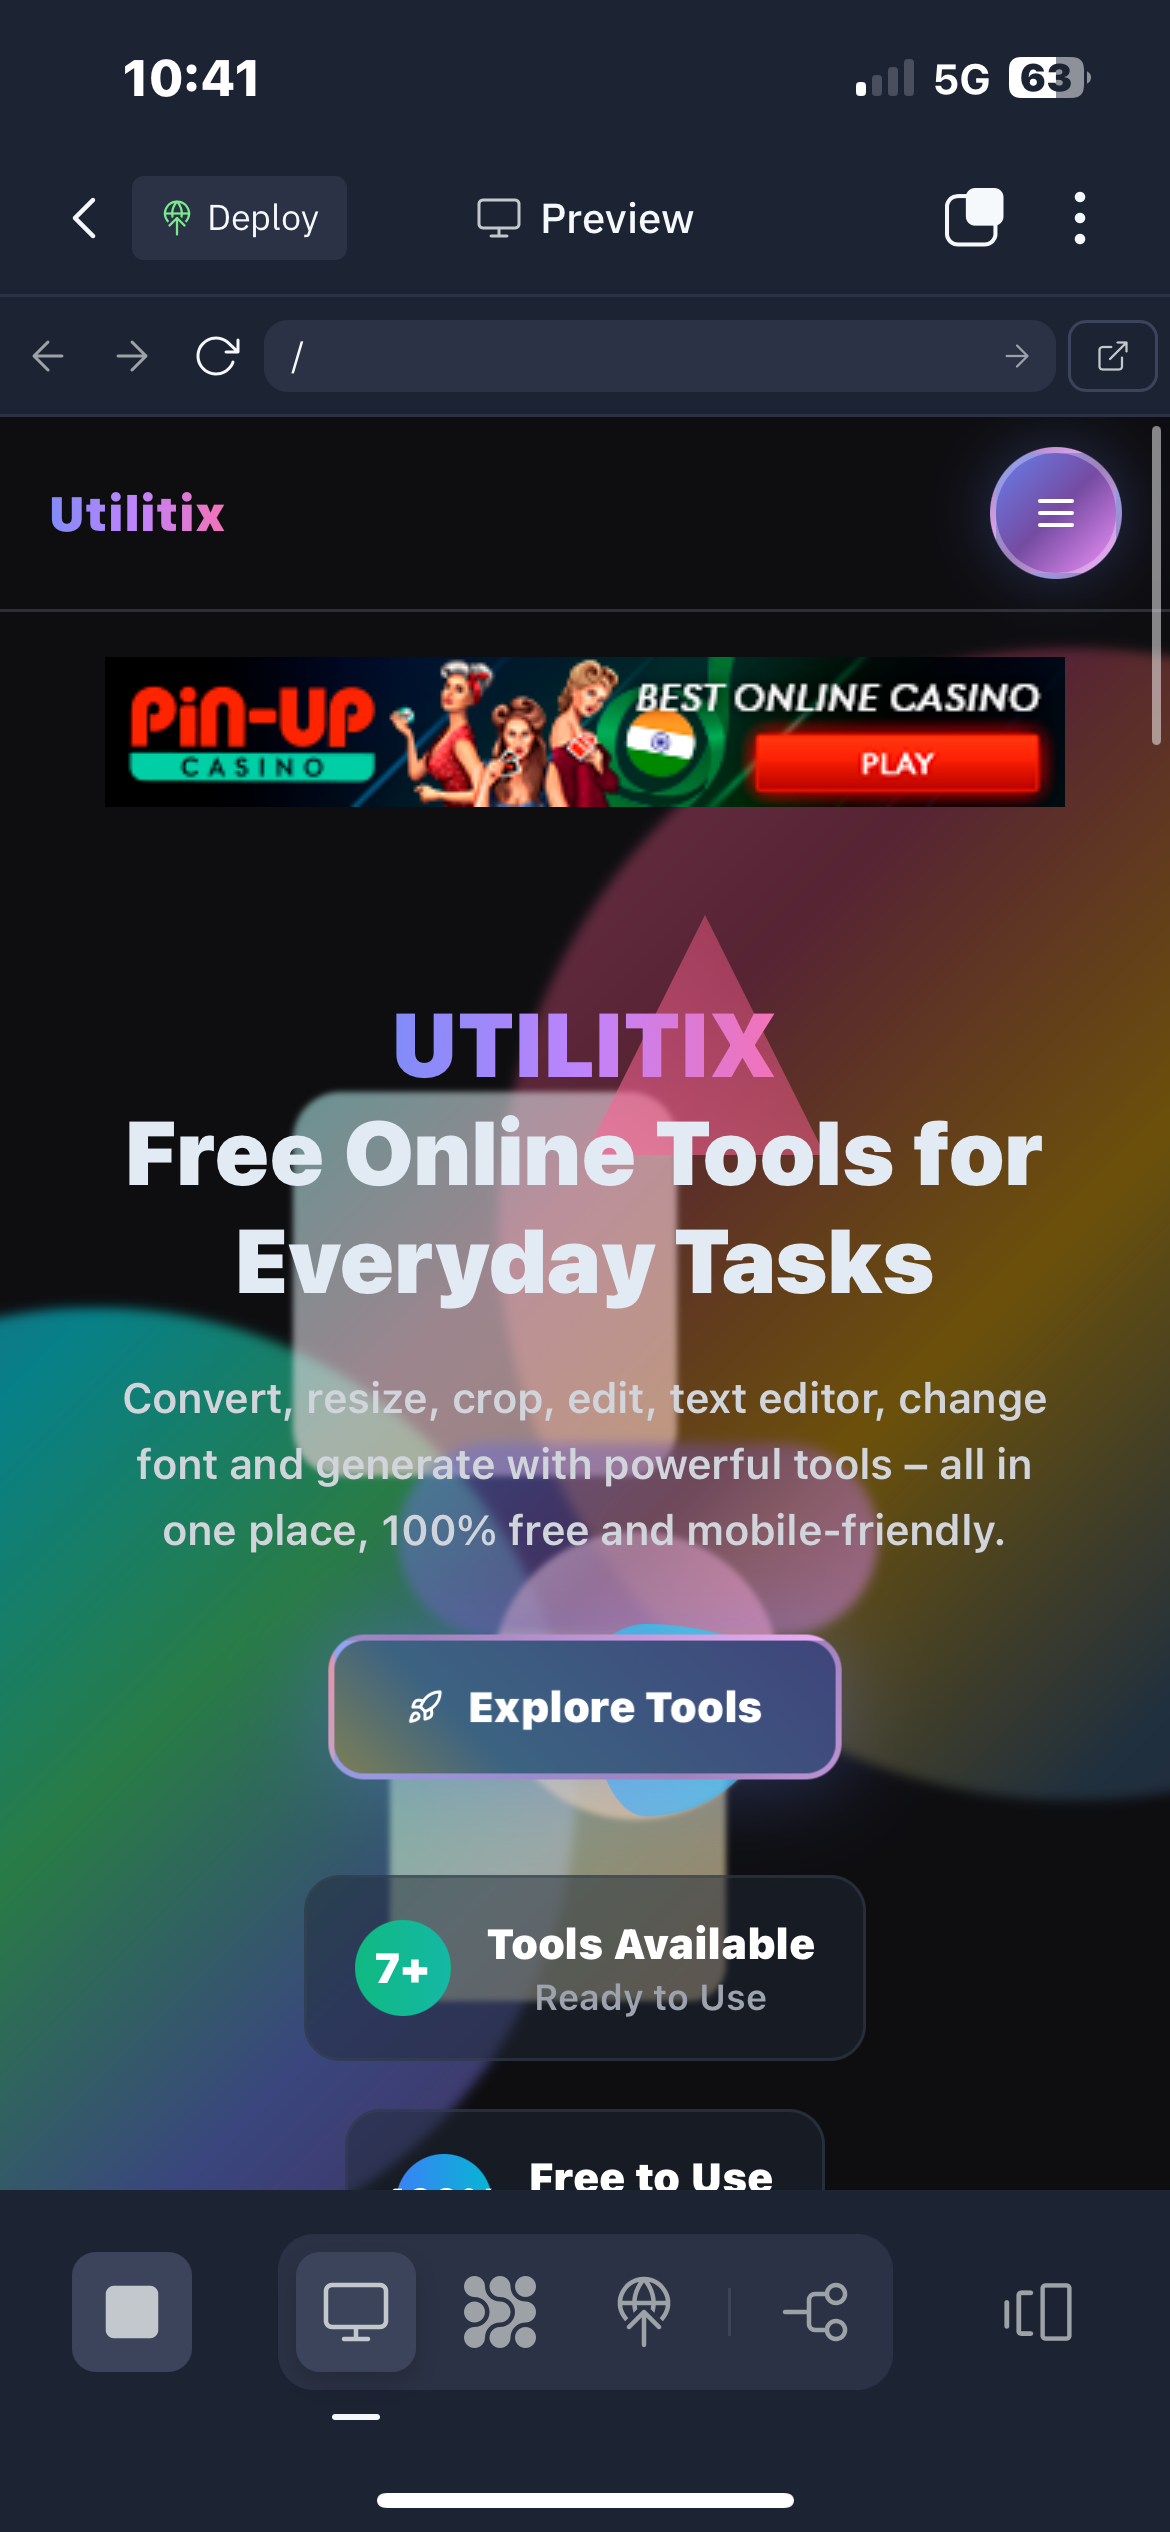 10:41
5G
63
Deploy
Preview
/
Utilitix
PiN-UP
CASINO
BEST ONLINE CASINO
PLAY
UTILITIX
Free Online Tools for
Everyday Tasks
Convert, resize, crop, edit, text editor, change
font and generate with powerful tools – all in
one place, 100% free and mobile-friendly.
Explore Tools
7+
Tools Available
Ready to Use
Free to Use